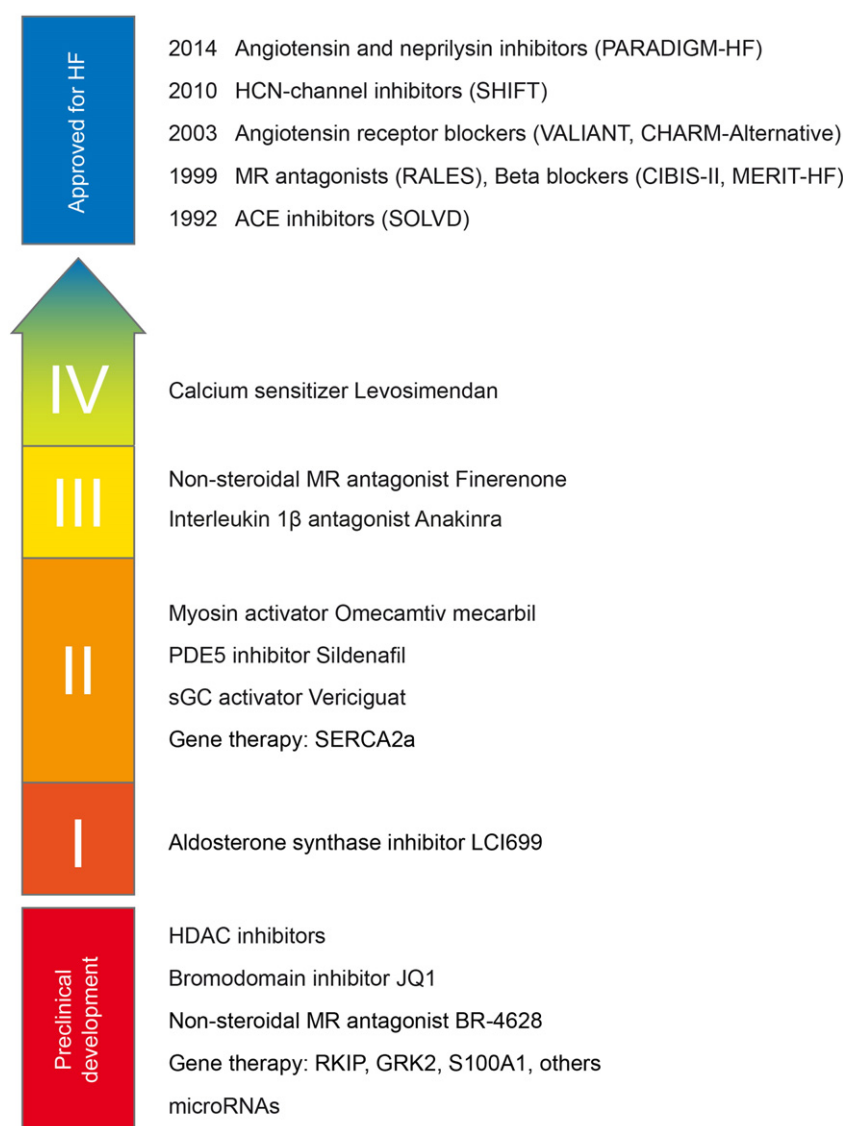 Approved for HF
2014 Angiotensin and neprilysin inhibitors (PARADIGM-HF)
2010 HCN-channel inhibitors (SHIFT)
2003 Angiotensin receptor blockers (VALIANT, CHARM-Alternative)
1999 MR antagonists (RALES), Beta blockers (CIBIS-II, MERIT-HF)
1992 ACE inhibitors (SOLVD)
IV
Calcium sensitizer Levosimendan
III
Non-steroidal MR antagonist Finerenone
Interleukin 1β antagonist Anakinra
II
Myosin activator Omecamtiv mecarbil
PDE5 inhibitor Sildenafil
sGC activator Vericiguat
Gene therapy: SERCA2a
I
Aldosterone synthase inhibitor LCI699
Preclinical
development
HDAC inhibitors
Bromodomain inhibitor JQ1
Non-steroidal MR antagonist BR-4628
Gene therapy: RKIP, GRK2, S100A1, others
microRNAs